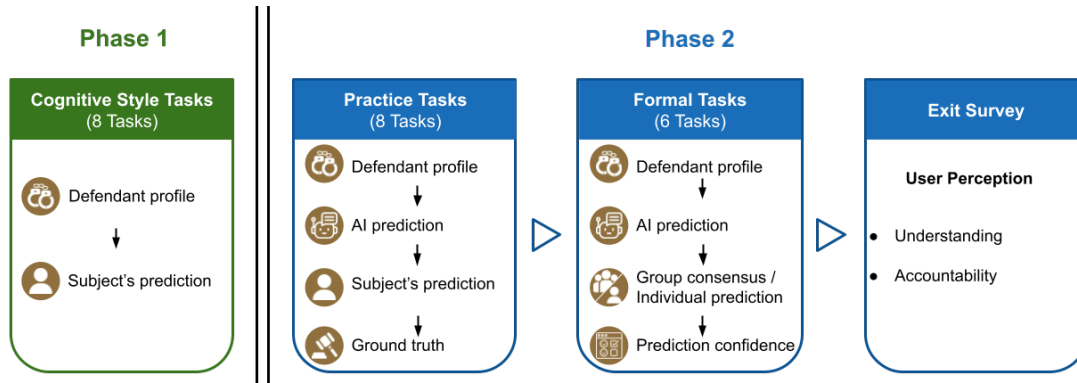 Phase 1
Phase 2
Cognitive Style Tasks
(8 Tasks)
Defendant profile
Subject's prediction
Practice Tasks
(8 Tasks)
Defendant profile
AI prediction
Subject's prediction
Ground truth
Formal Tasks
(6 Tasks)
Defendant profile
AI prediction
Group consensus /
Individual prediction
Prediction confidence
Exit Survey
User Perception
● Understanding
● Accountability